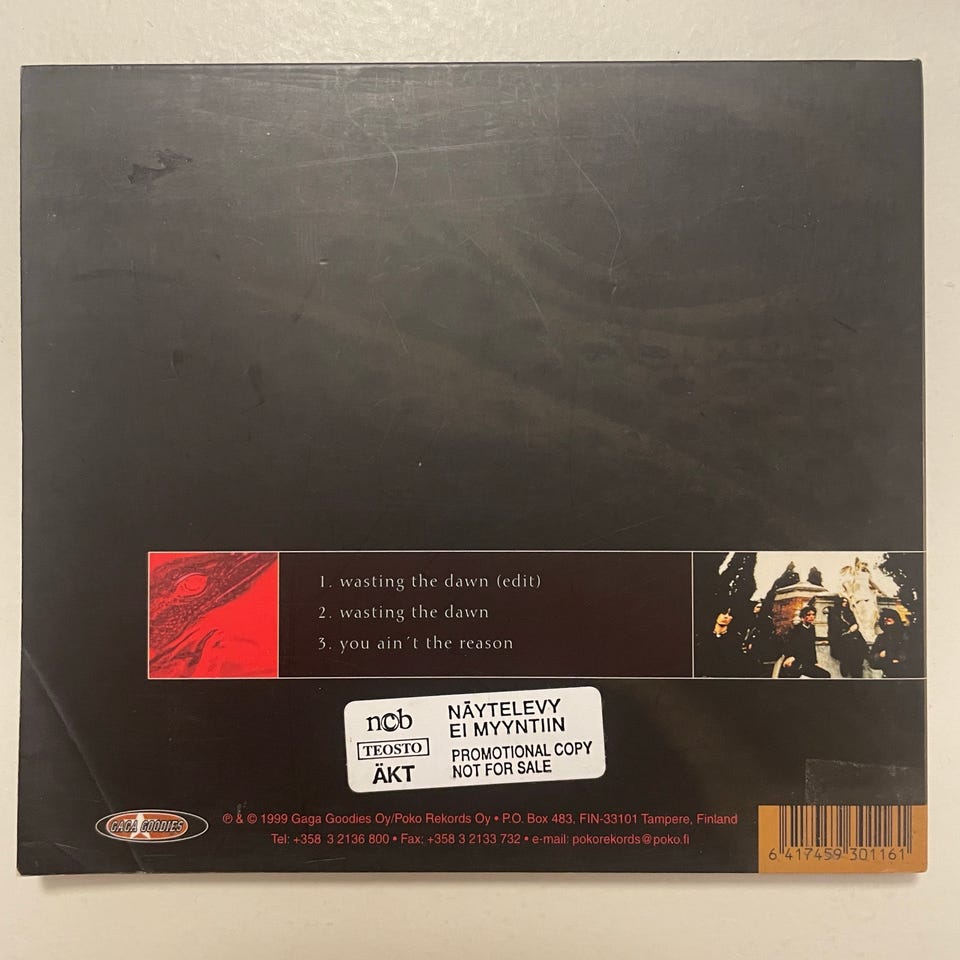 1. wasting the dawn (edit)
2. wasting the dawn
3. you ain´t the reason
ncb
TEOSTO
ÄKT
NÄYTELEVY
EI MYYNTIIN
PROMOTIONAL COPY
NOT FOR SALE
GAGA GOODIES
℗ & © 1999 Gaga Goodies Oy/Poko Rekords Oy • P.O. Box 483, FIN-33101 Tampere, Finland
Tel: +358 3 2136 800 • Fax: +358 3 2133 732 • e-mail: pokorekords@poko.fi
6 417459 301161